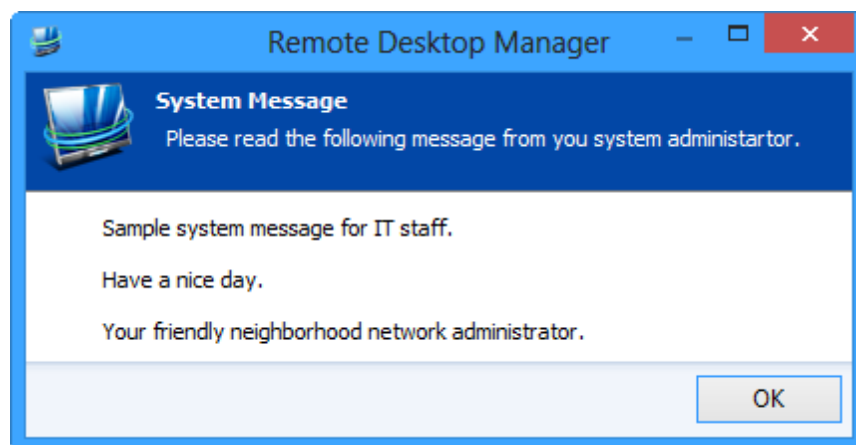 Remote Desktop Manager
System Message
Please read the following message from you system administartor.
Sample system message for IT staff.
Have a nice day.
Your friendly neighborhood network administrator.
OK